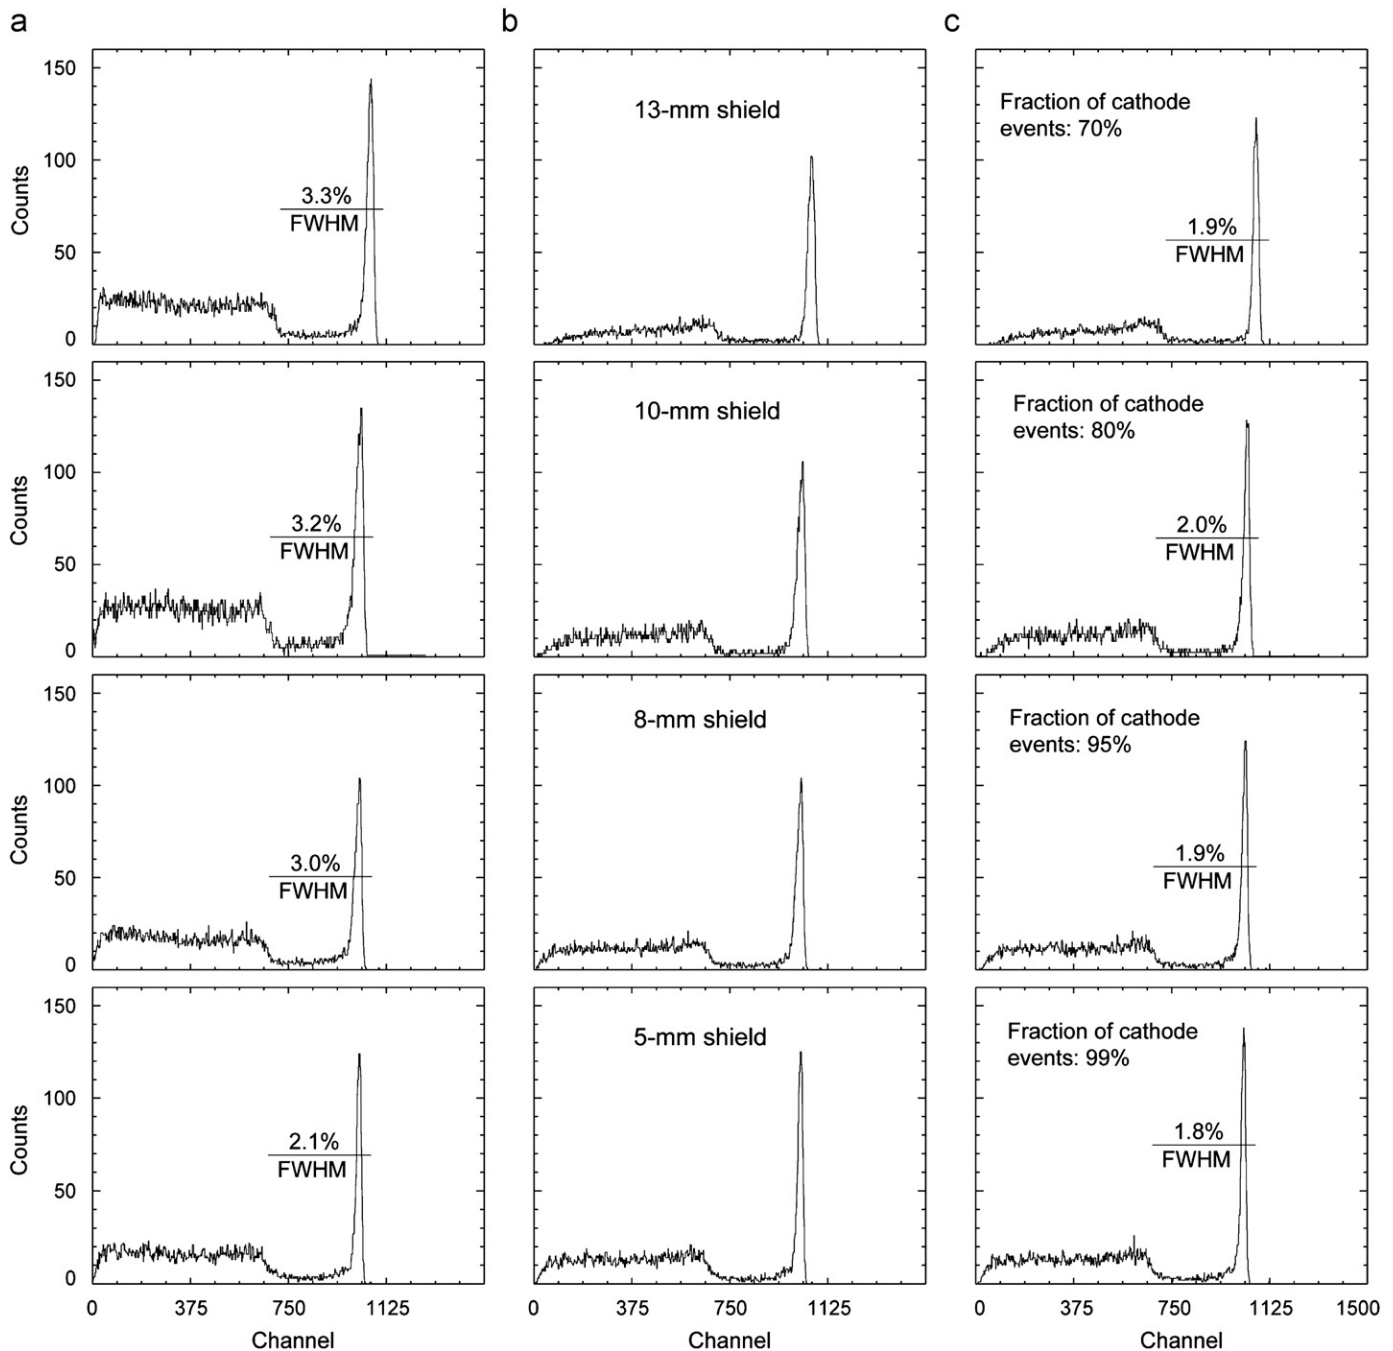 a
b
c
150
100
50
0
Counts
3.3%
FWHM
13-mm shield
Fraction of cathode
events: 70%
1.9%
FWHM
150
100
50
0
Counts
3.2%
FWHM
10-mm shield
Fraction of cathode
events: 80%
2.0%
FWHM
150
100
50
0
Counts
3.0%
FWHM
8-mm shield
Fraction of cathode
events: 95%
1.9%
FWHM
150
100
50
0
Counts
2.1%
FWHM
5-mm shield
Fraction of cathode
events: 99%
1.8%
FWHM
0 375 750 1125
0 375 750 1125
0 375 750 1125 1500
Channel
Channel
Channel